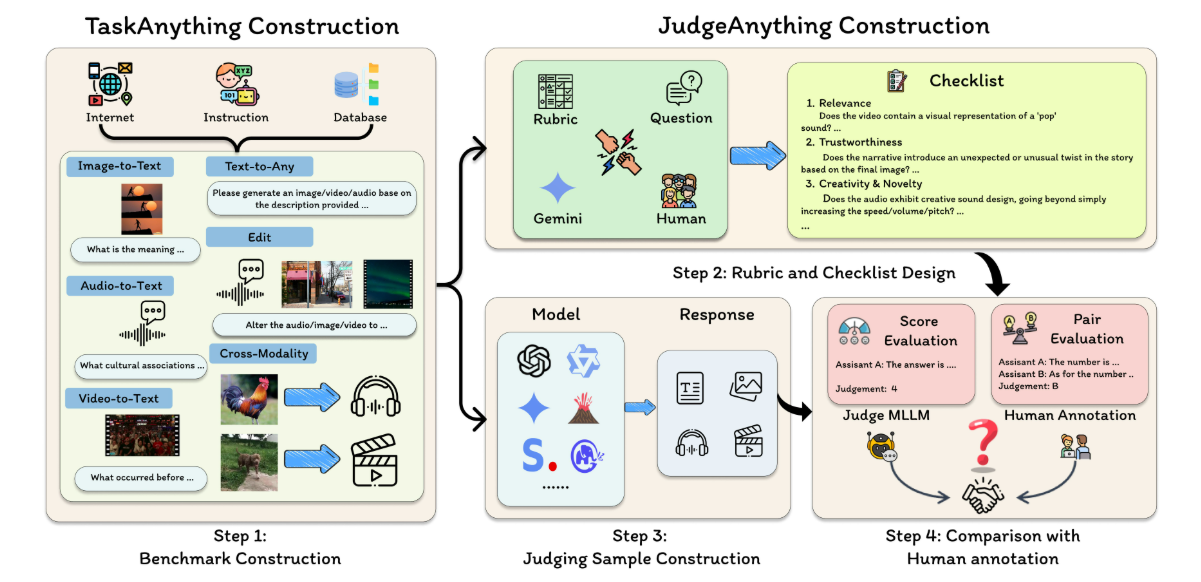 TaskAnything Construction
JudgeAnything Construction
Internet
Instruction
Database
XYZ
101
Image-to-Text
What is the meaning ...
Audio-to-Text
What cultural associations ...
Video-to-Text
What occurred before ...
Text-to-Any
Please generate an image/video/audio base on
the description provided ...
Edit
Alter the audio/image/video to ...
Cross-Modality
Step 1:
Benchmark Construction
Rubric
Question
Gemini
Human
Checklist
1. Relevance
Does the video contain a visual representation of a 'pop'
sound? ...
2. Trustworthiness
Does the narrative introduce an unexpected or unusual twist in the story
based on the final image? ...
3. Creativity & Novelty
Does the audio exhibit creative sound design, going beyond simply
increasing the speed/volume/pitch? ...
...
Step 2: Rubric and Checklist Design
Model
S.
......
Response
T
Step 3:
Judging Sample Construction
Score
Evaluation
Assisant A: The answer is ....
Judgement: 4
A
B
Pair
Evaluation
Assisant A: The number is ...
Assisant B: As for the number ..
Judgement: B
Judge MLLM
Human Annotation
?
Step 4: Comparison with
Human annotation